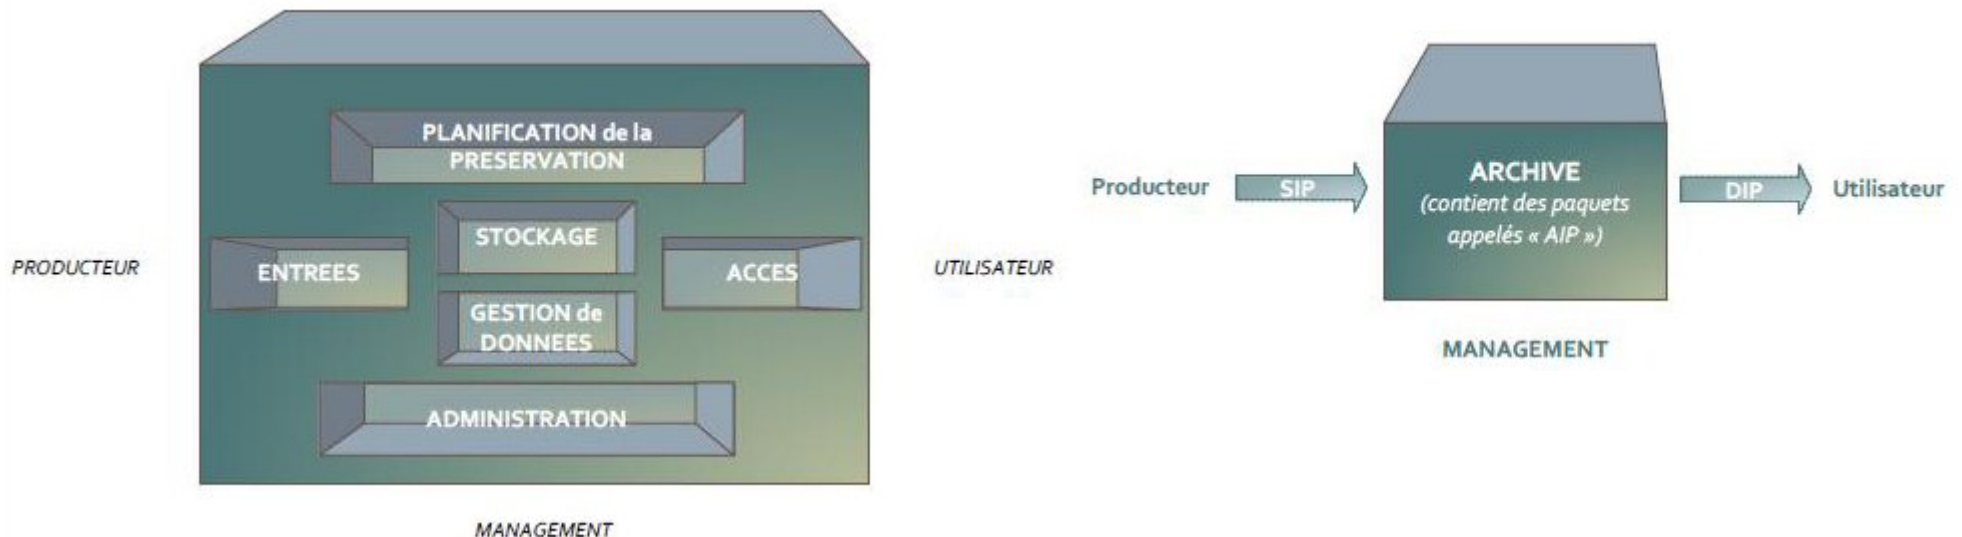 PLANIFICATION de la
PRESERVATION
STOCKAGE
PRODUCTEUR
ENTREES
ACCES
UTILISATEUR
GESTION de
DONNEES
ADMINISTRATION
MANAGEMENT
Producteur
SIP
ARCHIVE
(contient des paquets
appelés « AIP »)
DIP
Utilisateur
MANAGEMENT